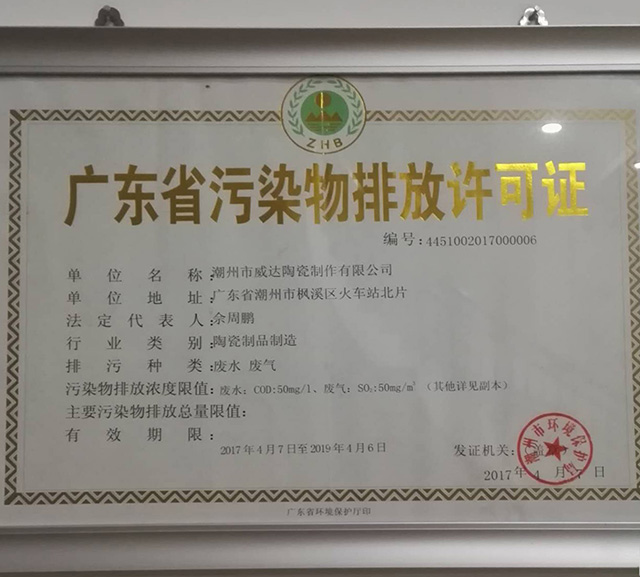 ZHB
广东省污染物排放许可证
编号:4451002017000006
单位名称:潮州市威达陶瓷制作有限公司
单位地址:广东省潮州市枫溪区火车站北片
法定代表人:佘周鹏
行业类别:陶瓷制品制造
排污种类:废水 废气
污染物排放浓度限值:废水:COD:50mg/l、废气:SO₂:50mg/m³(其他详见副本)
主要污染物排放总量限值:
有效期限:
2017年4月7日至2019年4月6日
发证机关:
潮州市环境保护局
2017年4月7日
广东省环境保护厅印